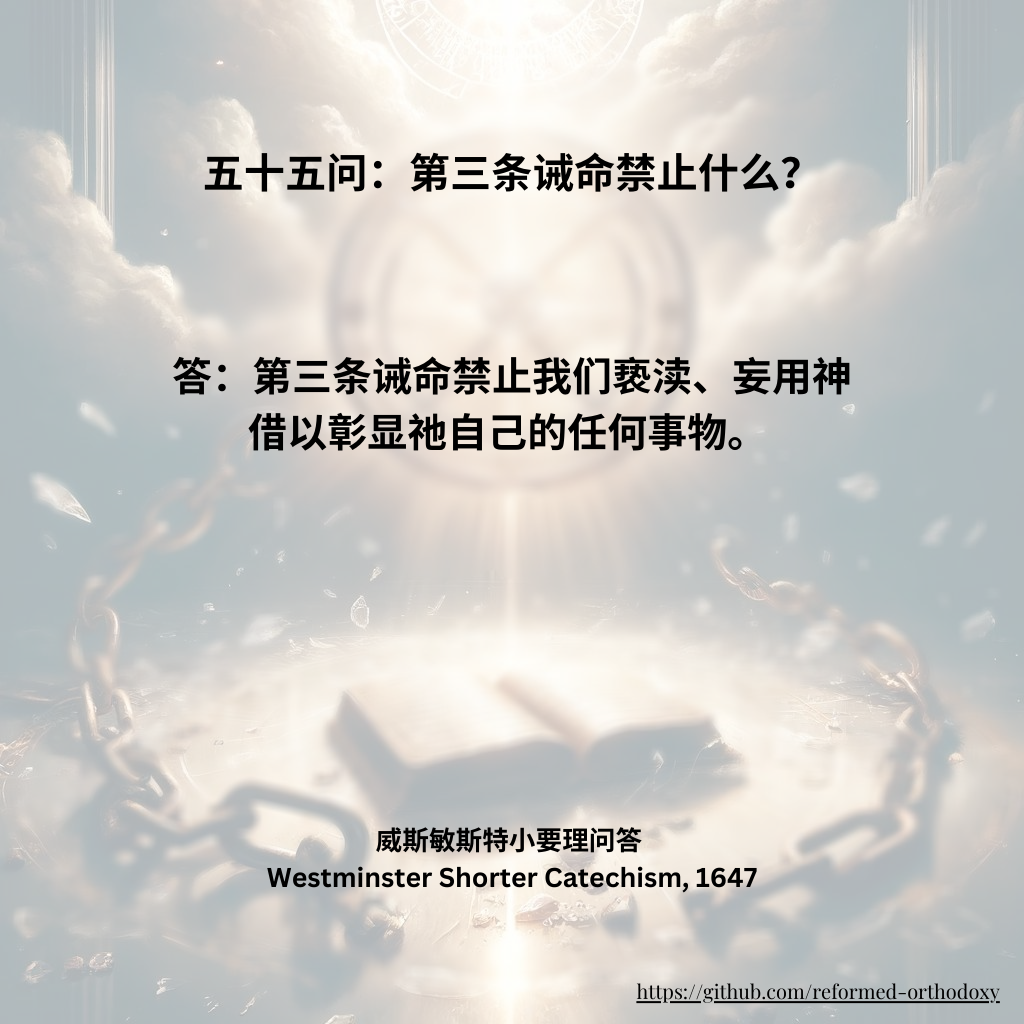 五十五问：第三条诫命禁止什么？
答：第三条诫命禁止我们亵渎、妄用神
借以彰显祂自己的任何事物。
威斯敏斯特小要理问答
Westminster Shorter Catechism, 1647
https://github.com/reformed-orthodoxy